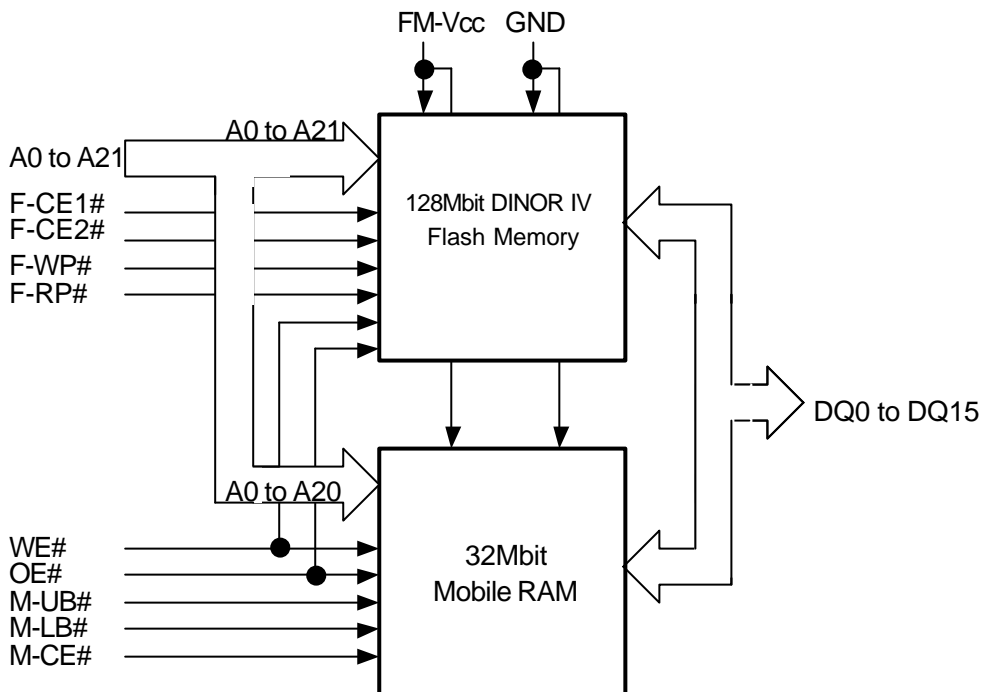 FM-Vcc GND
A0 to A21
A0 to A21
F-CE1#
F-CE2#
F-WP#
F-RP#
128Mbit DINOR IV
Flash Memory
DQ0 to DQ15
A0 to A20
WE#
OE#
M-UB#
M-LB#
M-CE#
32Mbit
Mobile RAM